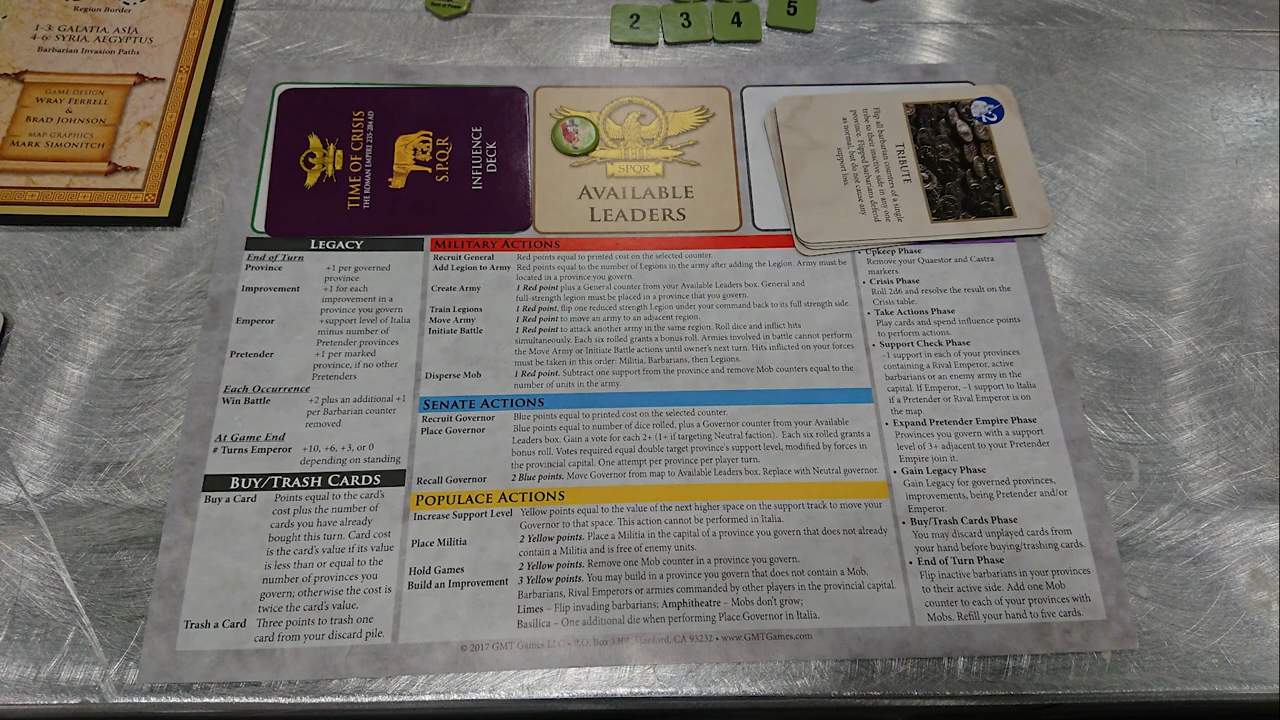 Region Border
1-3: GALATIA, ASIA
4-6: SYRIA, AEGYPTUS
Barbarian Invasion Paths
GAME DESIGN
WRAY FERRELL
&
BRAD JOHNSON
MAP GRAPHICS
MARK SIMONITCH
2
3
4
5
TIME OF CRISIS
THE ROMAN EMPIRE 235-284 AD
S.P.Q.R
INFLUENCE
DECK
SPQR
AVAILABLE
LEADERS
2
TRIBUTE
Flip all barbarian counters of a single
tribe to their inactive side in any one
province. Flipped barbarians defend
as normal, but do not cause any
support loss.
LEGACY
End of Turn
Province +1 per governed
province
Improvement +1 for each
improvement in a
province you govern
Emperor +support level of Italia
minus number of
Pretender provinces
Pretender +1 per marked
province, if no other
Pretenders
Each Occurrence
Win Battle +2 plus an additional +1
per Barbarian counter
removed
At Game End
# Turns Emperor +10, +6, +3, or 0
depending on standing
BUY/TRASH CARDS
Buy a Card Points equal to the card's
cost plus the number of
cards you have already
bought this turn. Card cost
is the card's value if its value
is less than or equal to the
number of provinces you
govern; otherwise the cost is
twice the card's value.
Trash a Card Three points to trash one
card from your discard pile.
MILITARY ACTIONS
Recruit General Red points equal to printed cost on the selected counter.
Add Legion to Army Red points equal to the number of Legions in the army after adding the Legion. Army must be
located in a province you govern.
Create Army 1 Red point plus a General counter from your Available Leaders box. General and
full-strength legion must be placed in a province that you govern.
Train Legions 1 Red point, flip one reduced strength Legion under your command back to its full strength side.
Move Army 1 Red point to move an army to an adjacent region.
Initiate Battle 1 Red point to attack another army in the same region. Roll dice and inflict hits
simultaneously. Each six rolled grants a bonus roll. Armies involved in battle cannot perform
the Move Army or Initiate Battle actions until owner's next turn. Hits inflicted on your forces
must be taken in this order: Militia, Barbarians, then Legions.
Disperse Mob 1 Red point. Subtract one support from the province and remove Mob counters equal to the
number of units in the army.
SENATE ACTIONS
Recruit Governor Blue points equal to printed cost on the selected counter.
Place Governor Blue points equal to number of dice rolled, plus a Governor counter from your Available
Leaders box. Gain a vote for each 2+ (1+ if targeting Neutral faction). Each six rolled grants a
bonus roll. Votes required equal double target province's support level, modified by forces in
the provincial capital. One attempt per province per player turn.
Recall Governor 2 Blue points. Move Governor from map to Available Leaders box. Replace with Neutral governor.
POPULACE ACTIONS
Increase Support Level Yellow points equal to the value of the next higher space on the support track to move your
Governor to that space. This action cannot be performed in Italia.
Place Militia 2 Yellow points. Place a Militia in the capital of a province you govern that does not already
contain a Militia and is free of enemy units.
Hold Games 2 Yellow points. Remove one Mob counter in a province you govern.
Build an Improvement 3 Yellow points. You may build in a province you govern that does not contain a Mob,
Barbarians, Rival Emperors or armies commanded by other players in the provincial capital.
Limes – Flip invading barbarians; Amphitheatre – Mobs don't grow;
Basilica – One additional die when performing Place Governor in Italia.
• Upkeep Phase
Remove your Quaestor and Castra
markers.
• Crisis Phase
Roll 2d6 and resolve the result on the
Crisis table.
• Take Actions Phase
Play cards and spend influence points
to perform actions.
• Support Check Phase
–1 support in each of your provinces
containing a Rival Emperor, active
barbarians or an enemy army in the
capital. If Emperor, –1 support to Italia
if a Pretender or Rival Emperor is on
the map.
• Expand Pretender Empire Phase
Provinces you govern with a support
level of 3+ adjacent to your Pretender
Empire join it.
• Gain Legacy Phase
Gain Legacy for governed provinces,
improvements, being Pretender and/or
Emperor.
• Buy/Trash Cards Phase
You may discard unplayed cards from
your hand before buying/trashing cards.
• End of Turn Phase
Flip inactive barbarians in your provinces
to their active side. Add one Mob
counter to each of your provinces with
Mobs. Refill your hand to five cards.
© 2017 GMT Games LLC • P.O. Box 1308, Hanford, CA 93232 • www.GMTGames.com